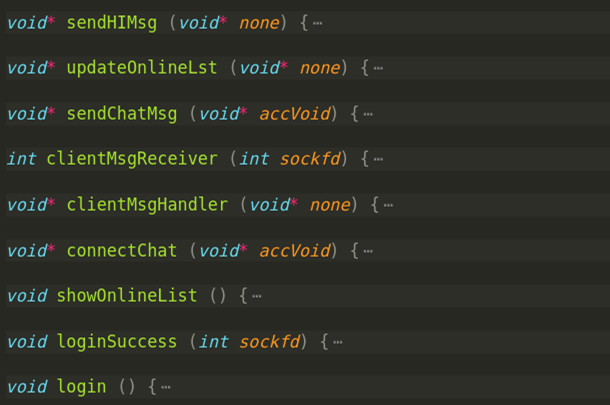 void* sendHIMsg (void* none) {⋯
void* updateOnlineLst (void* none) {⋯
void* sendChatMsg (void* accVoid) {⋯
int clientMsgReceiver (int sockfd) {⋯
void* clientMsgHandler (void* none) {⋯
void* connectChat (void* accVoid) {⋯
void showOnlineList () {⋯
void loginSuccess (int sockfd) {⋯
void login () {⋯